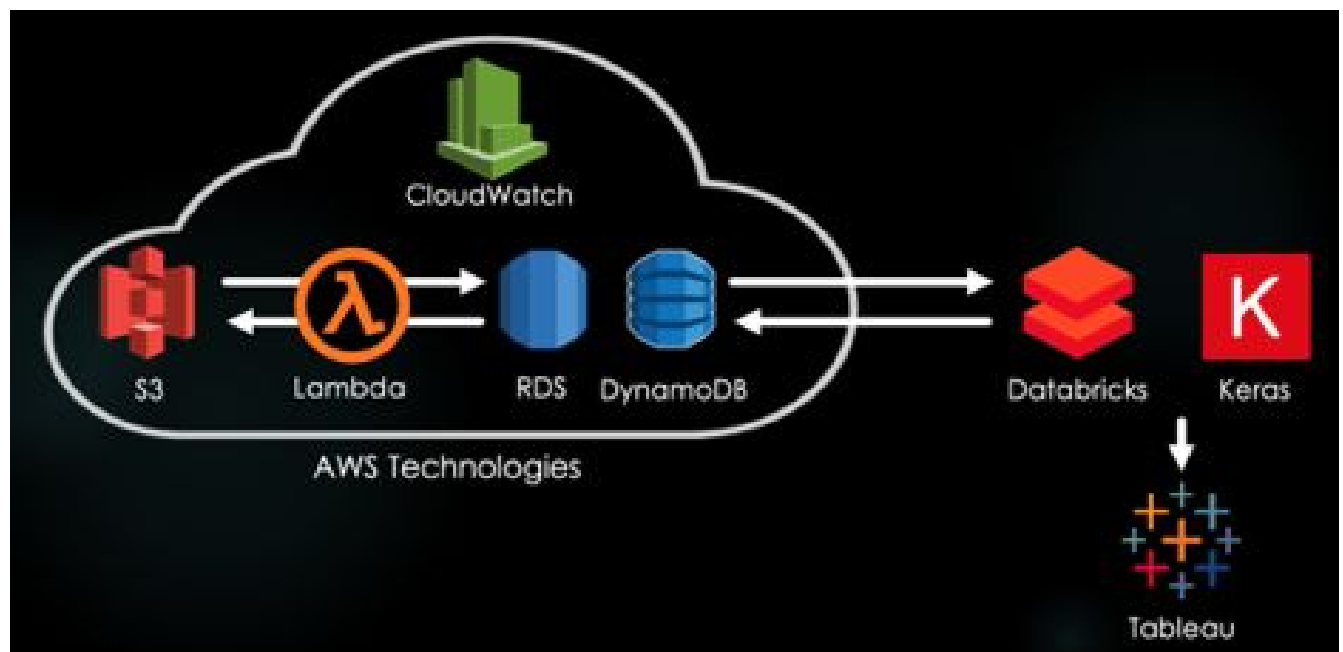 CloudWatch
S3 Lambda RDS DynamoDB Databricks Keras
AWS Technologies
Tableau